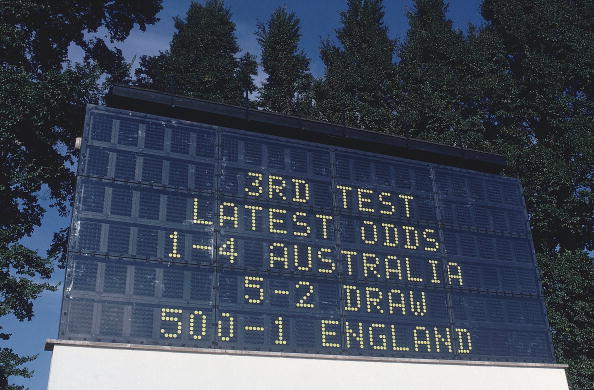 3RD TEST
LATEST ODDS
1-4 AUSTRALIA
5-2 DRAW
500-1 ENGLAND